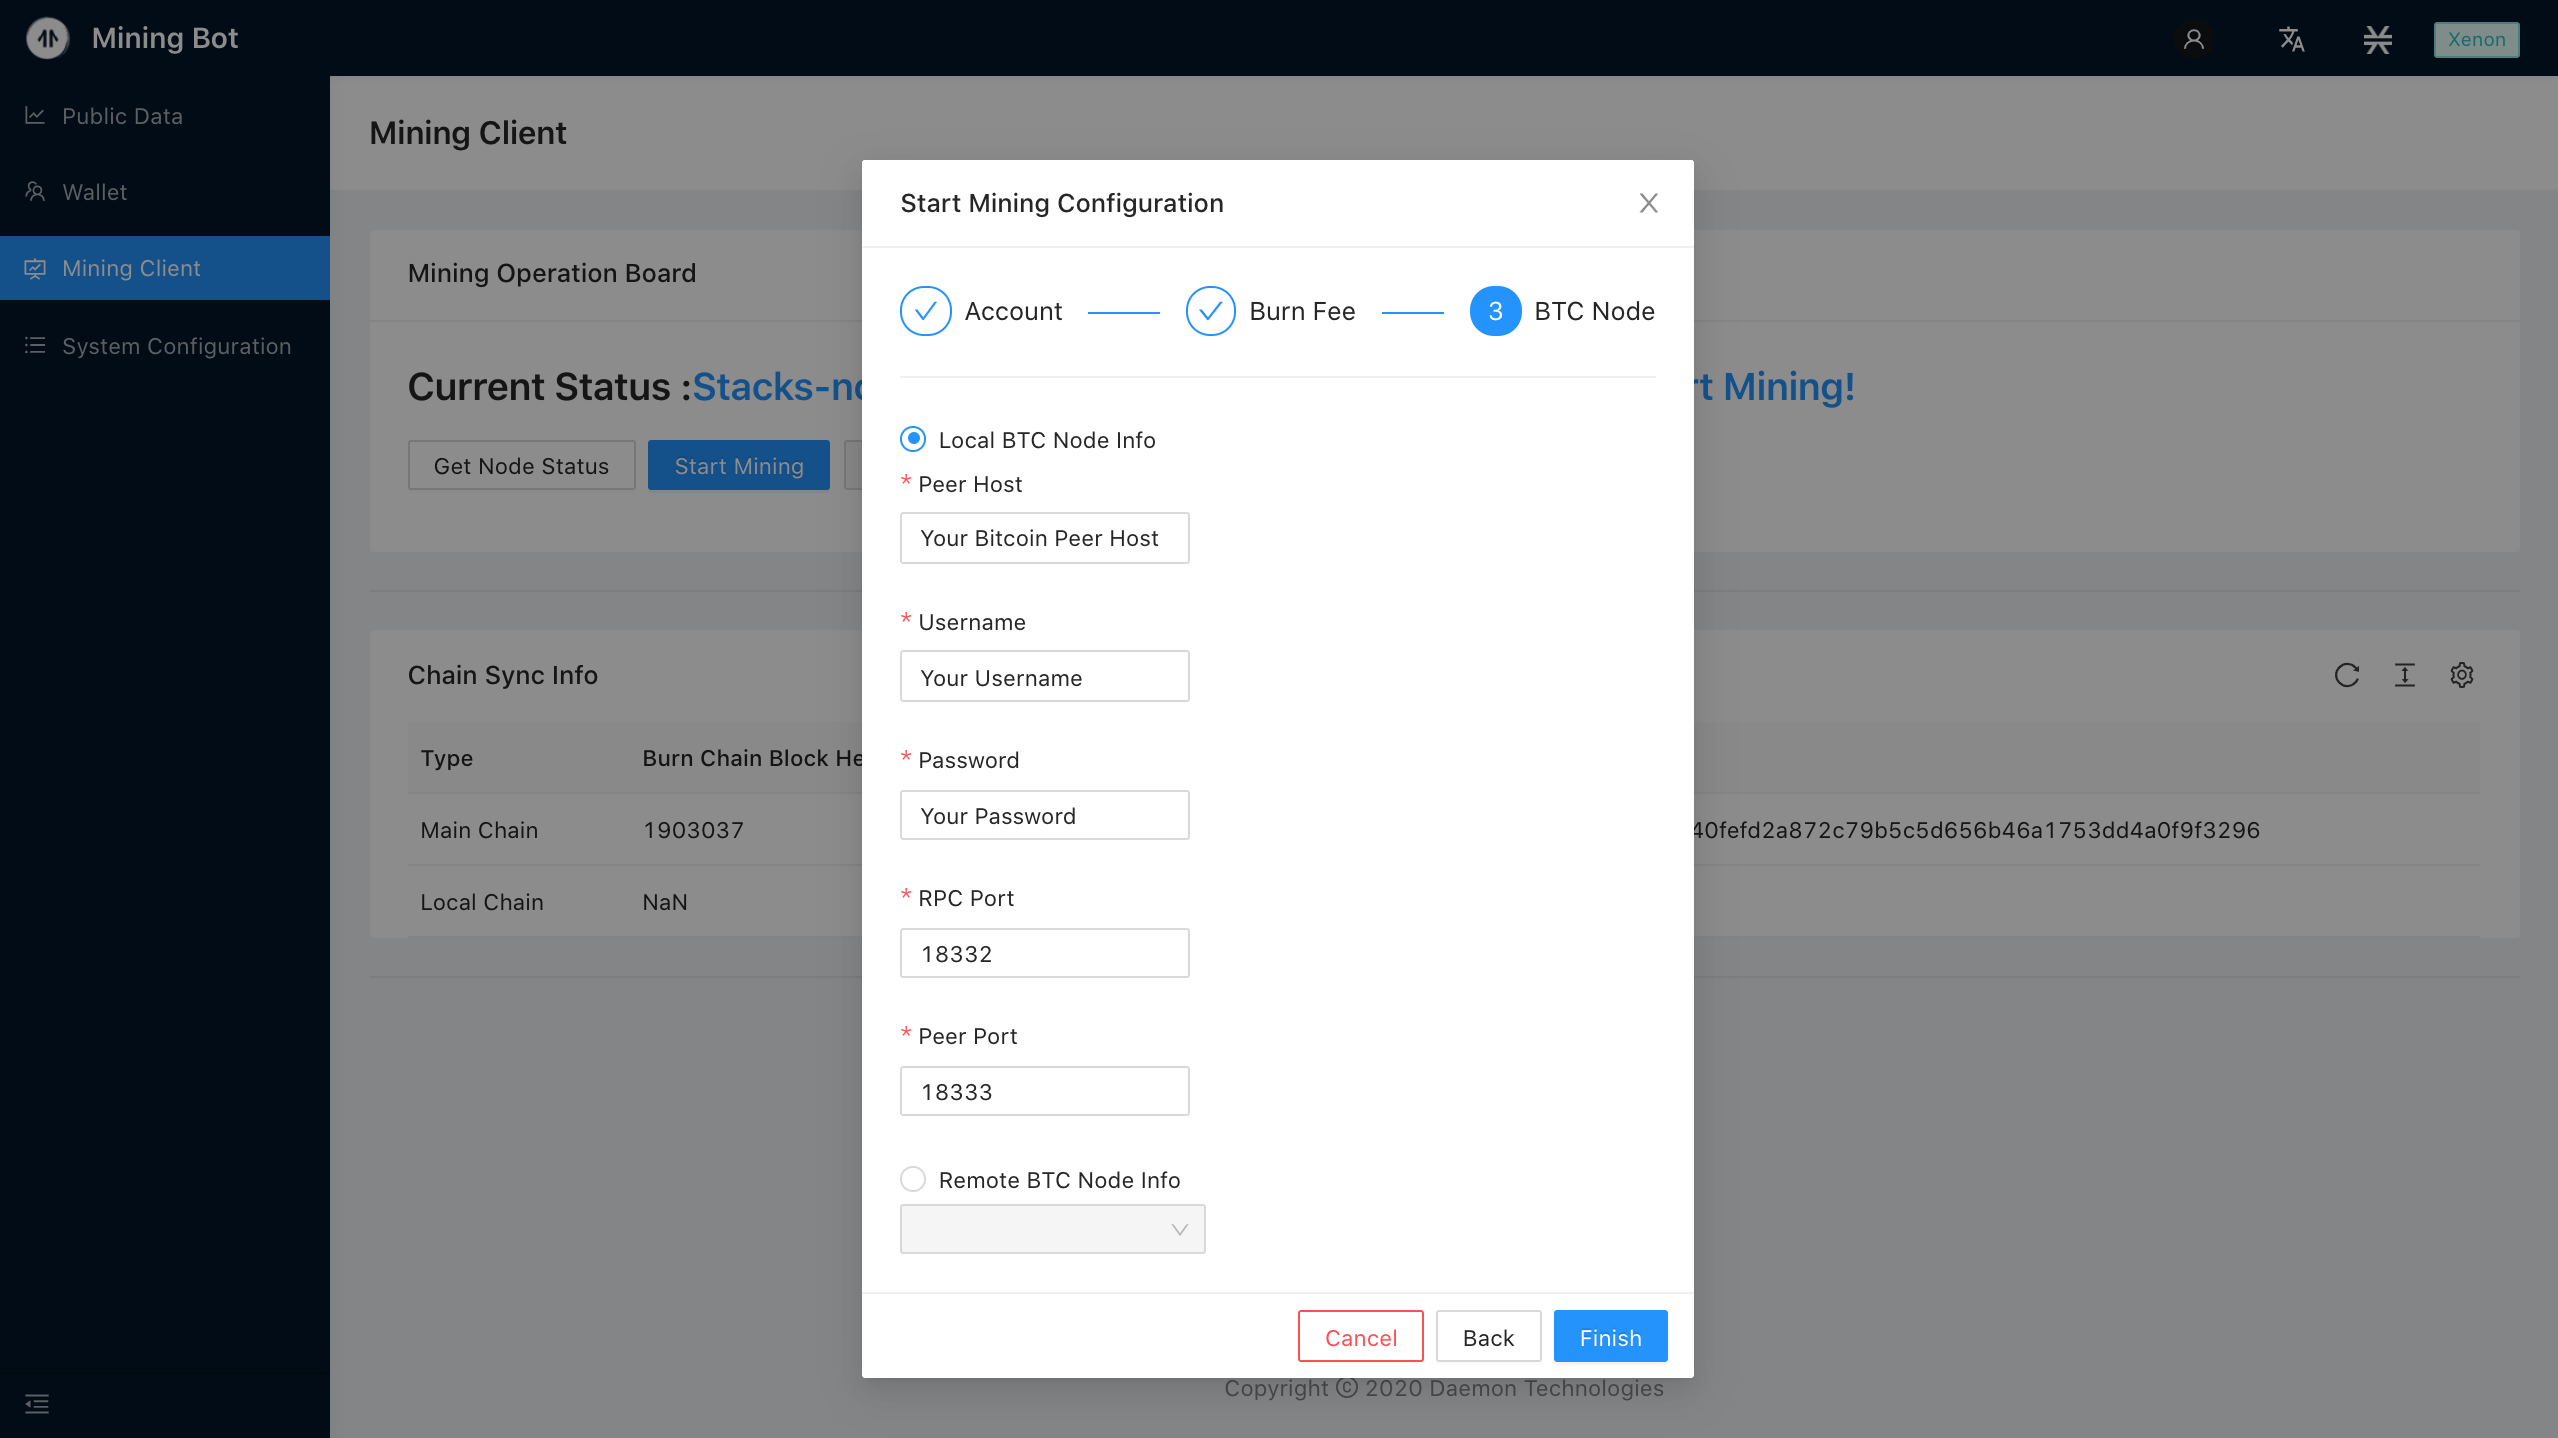 Mining Bot
Xenon
Public Data
Wallet
Mining Client
System Configuration
Mining Client
Mining Operation Board
Current Status :Stacks-no
rt Mining!
Get Node Status
Start Mining
Chain Sync Info
Type
Burn Chain Block He
Main Chain
1903037
40fefd2a872c79b5c5d656b46a1753dd4a0f9f3296
Local Chain
NaN
Start Mining Configuration
Account
Burn Fee
3
BTC Node
Local BTC Node Info
* Peer Host
Your Bitcoin Peer Host
* Username
Your Username
* Password
Your Password
* RPC Port
18332
* Peer Port
18333
Remote BTC Node Info
Cancel
Back
Finish
Copyright © 2020 Daemon Technologies